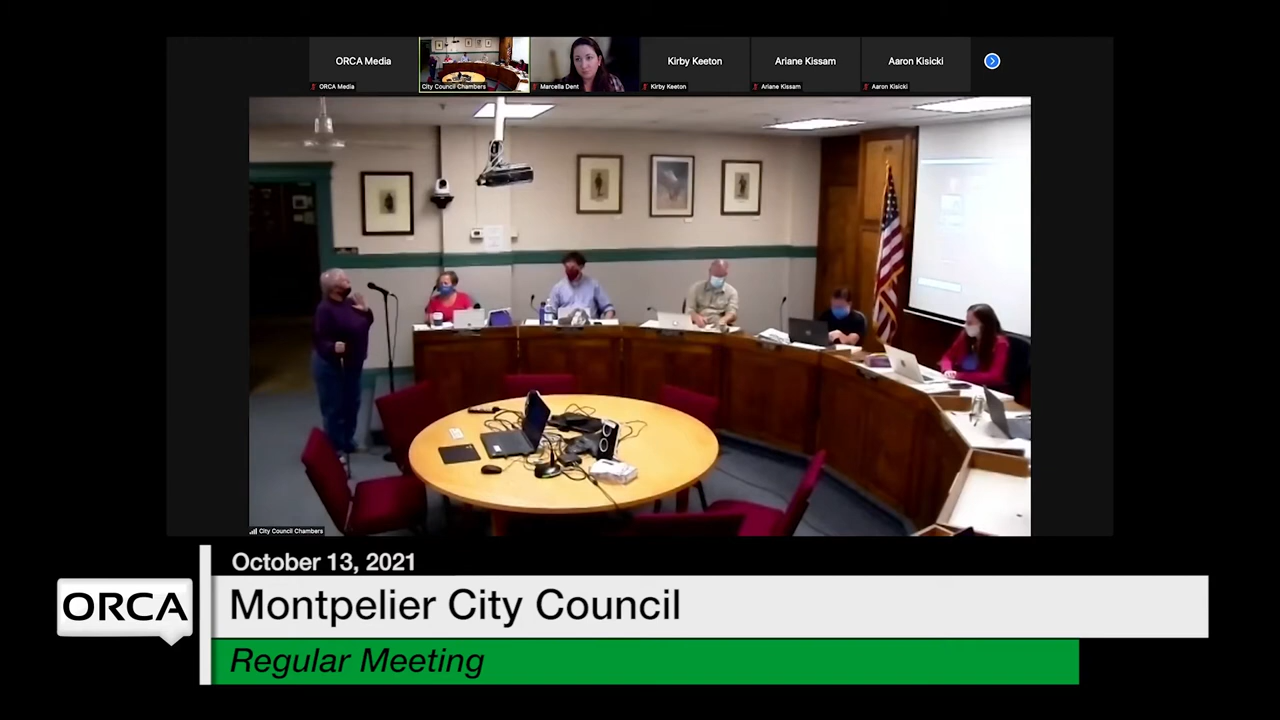 ORCA Media
Kirby Keeton
Ariane Kissam
Aaron Kisicki
ORCA Media
City Council Chambers
Marcella Dent
Kirby Keeton
Ariane Kissam
Aaron Kisicki
City Council Chambers
October 13, 2021
ORCA
Montpelier City Council
Regular Meeting